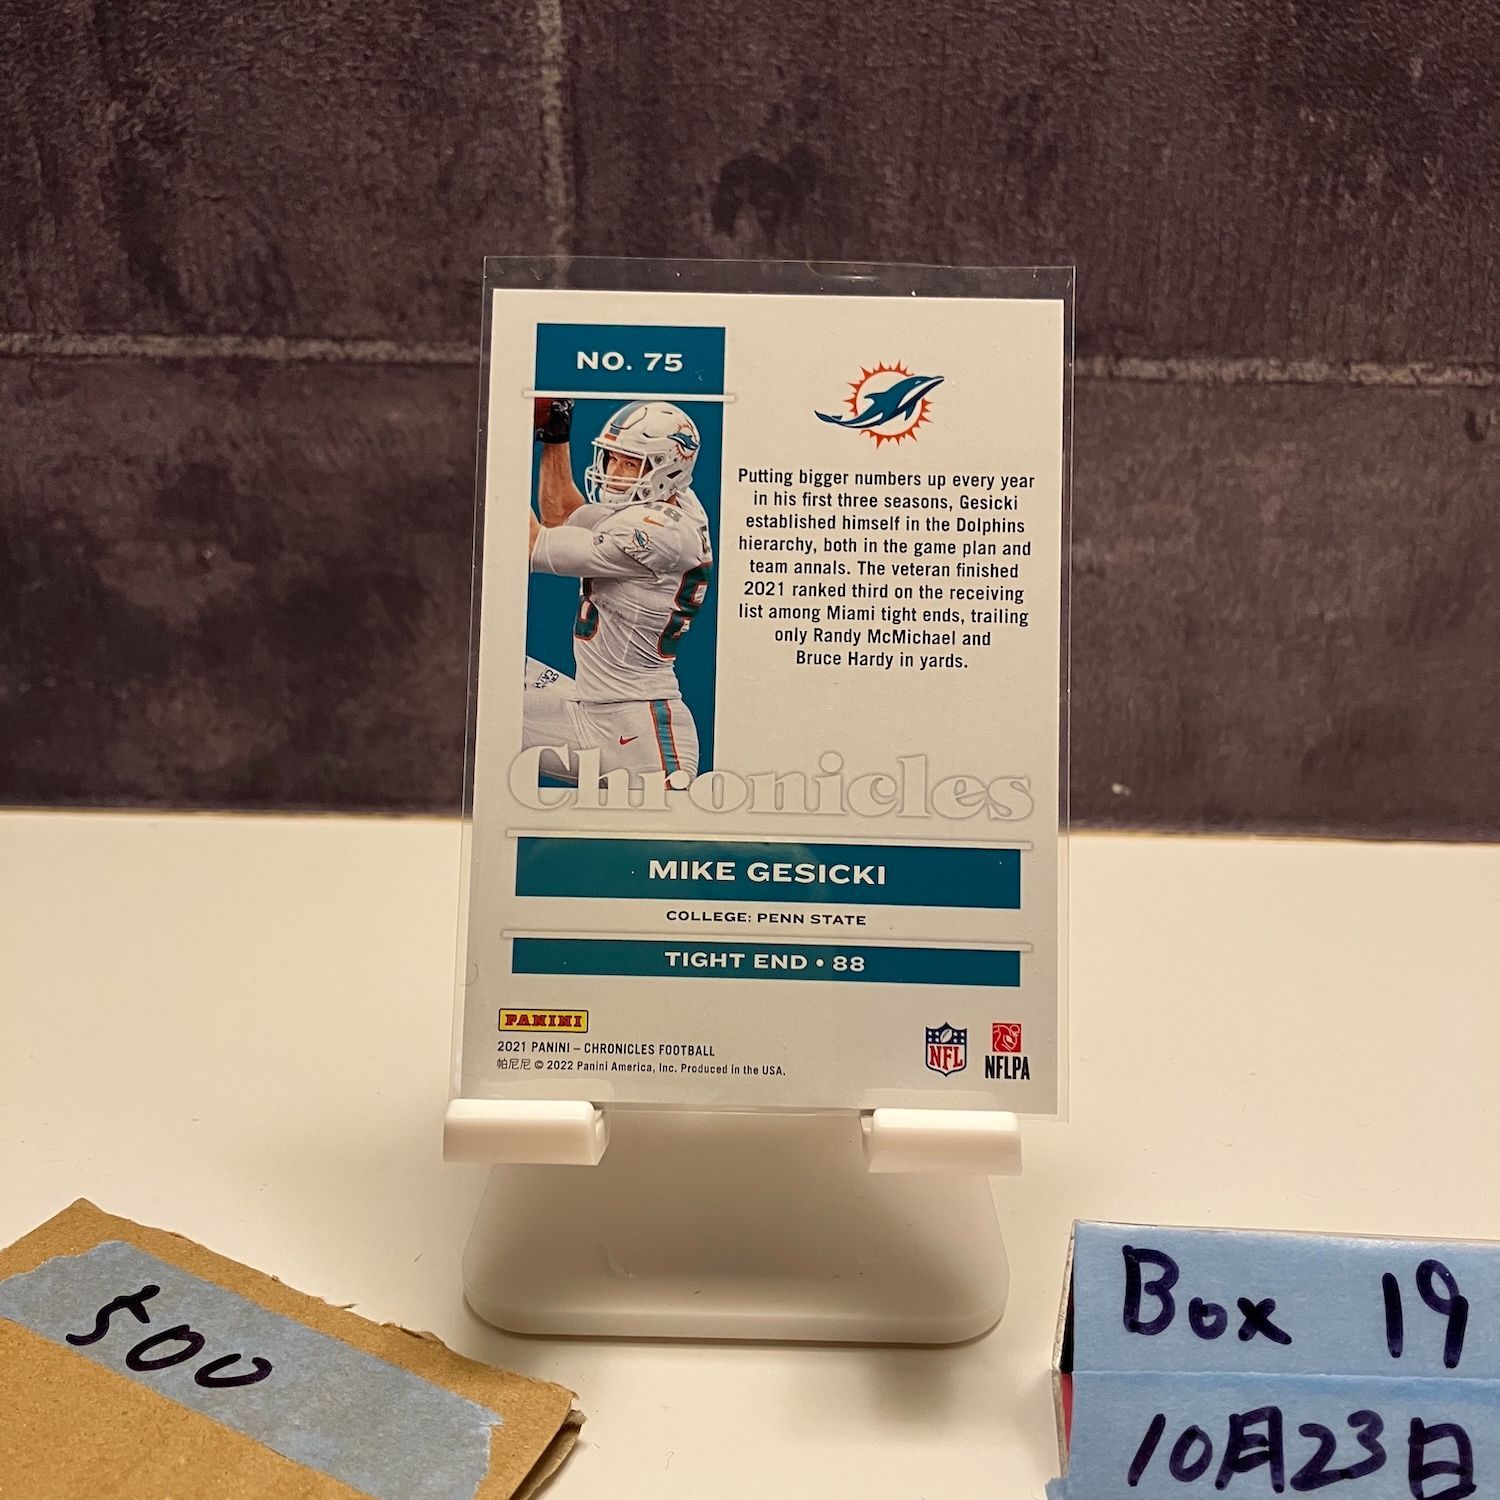 NO. 75
Putting bigger numbers up every year
in his first three seasons, Gesicki
established himself in the Dolphins
hierarchy, both in the game plan and
team annals. The veteran finished
2021 ranked third on the receiving
list among Miami tight ends, trailing
only Randy McMichael and
Bruce Hardy in yards.
88
Chronicles
MIKE GESICKI
COLLEGE: PENN STATE
TIGHT END • 88
PANINI
2021 PANINI – CHRONICLES FOOTBALL
帕尼尼 © 2022 Panini America, Inc. Produced in the USA.
NFL
NFLPA
500
Box 19
10月23日